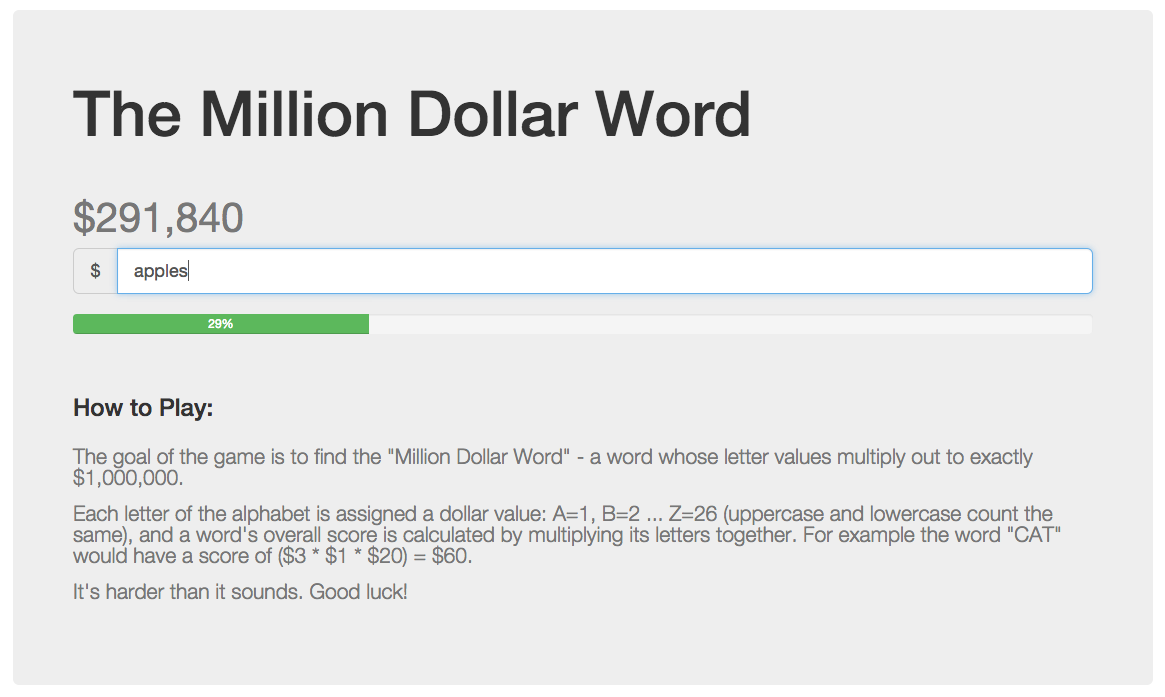 The Million Dollar Word
$291,840
$ apples
29%
How to Play:
The goal of the game is to find the "Million Dollar Word" - a word whose letter values multiply out to exactly
$1,000,000.
Each letter of the alphabet is assigned a dollar value: A=1, B=2 ... Z=26 (uppercase and lowercase count the
same), and a word's overall score is calculated by multiplying its letters together. For example the word "CAT"
would have a score of ($3 * $1 * $20) = $60.
It's harder than it sounds. Good luck!